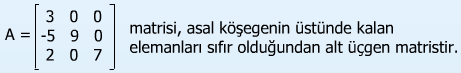 A = [ 3 0 0
-5 9 0
2 0 7 ]
matrisi, asal köşegenin üstünde kalan
elemanları sıfır olduğundan alt üçgen matristir.